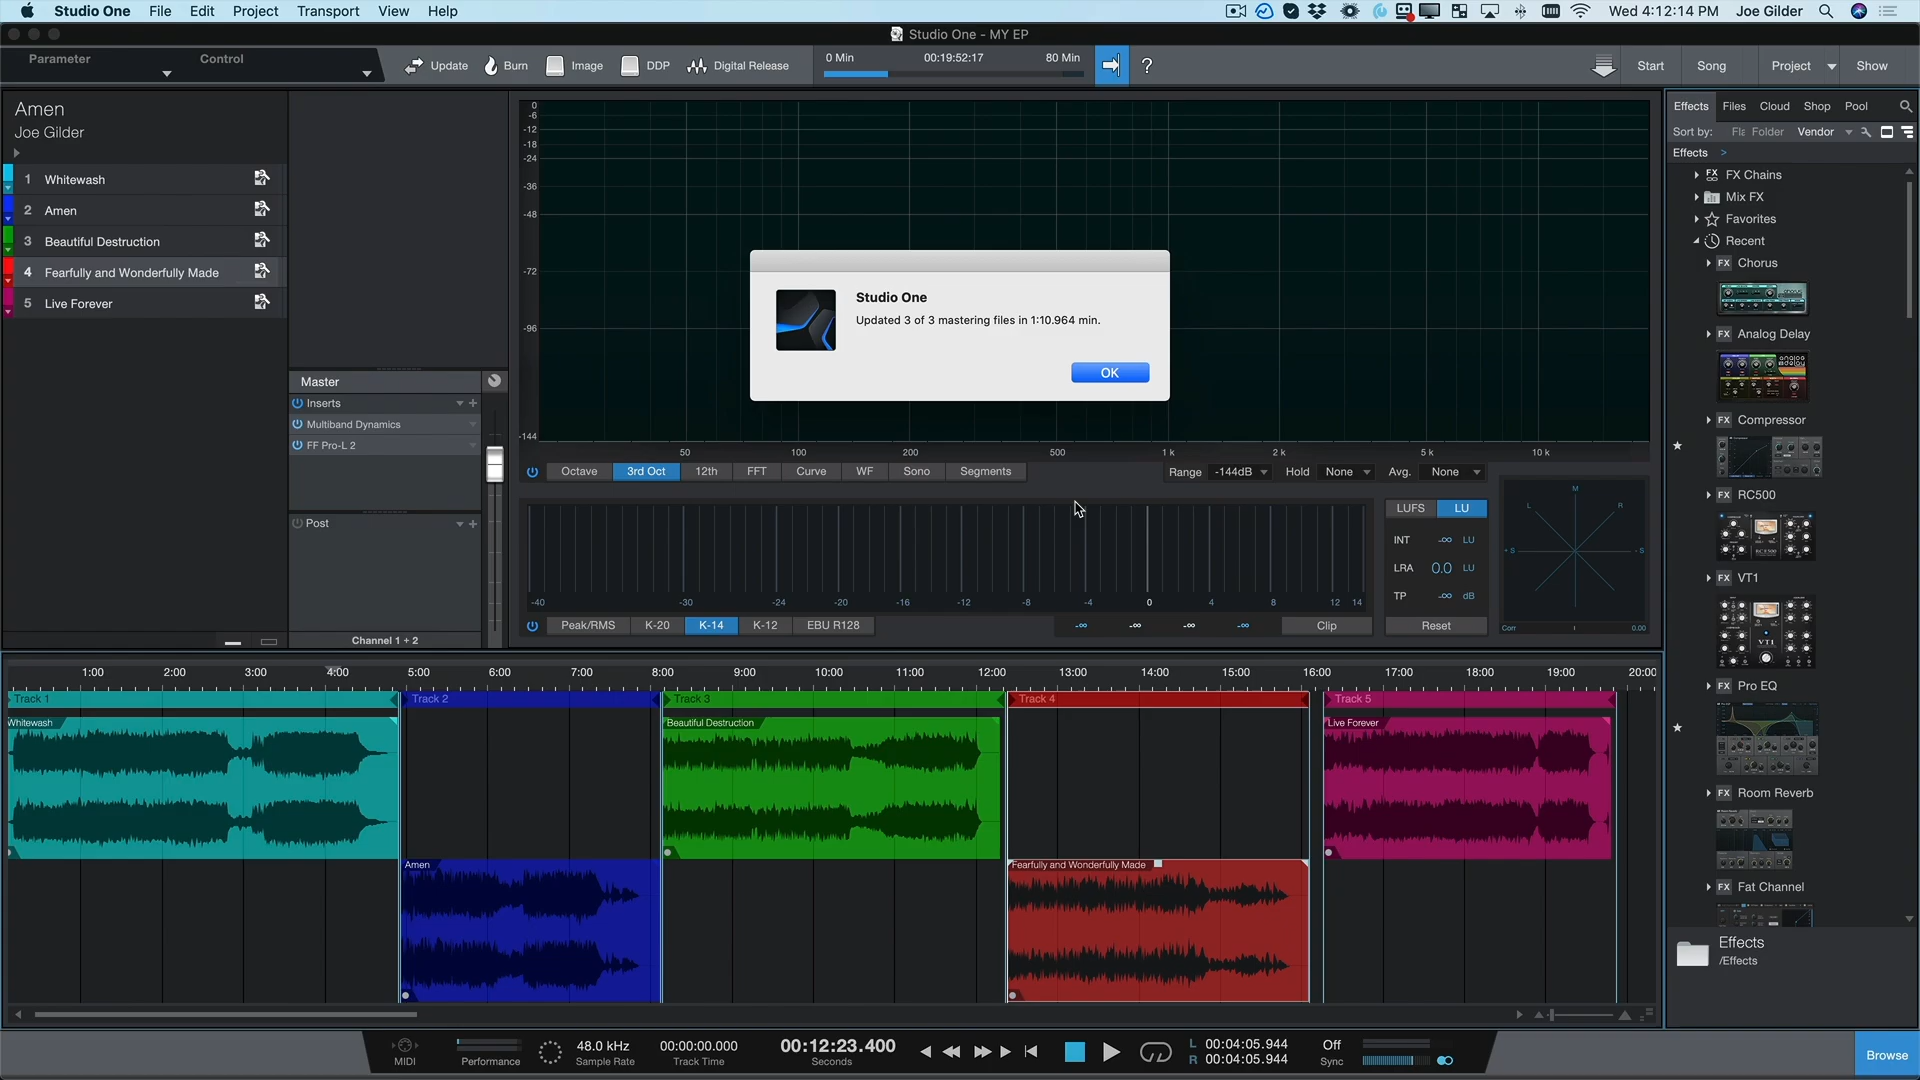 Studio One File Edit Project Transport View Help
Wed 4:12:14 PM Joe Gilder
Studio One - MY EP
Parameter
Control
Update
Burn
Image
DDP
Digital Release
0 Min 00:19:52:17 80 Min
?
Start
Song
Project
Show
Amen
Joe Gilder
1 Whitewash
2 Amen
3 Beautiful Destruction
4 Fearfully and Wonderfully Made
5 Live Forever
Master
Inserts
Multiband Dynamics
FF Pro-L 2
Post
Channel 1 + 2
0
-6
-12
-18
-24
-36
-48
-72
-96
-144
50 100 200 500 1 k 2 k 5 k 10 k
Studio One
Updated 3 of 3 mastering files in 1:10.964 min.
OK
Octave 3rd Oct 12th FFT Curve WF Sono Segments
Range -144dB Hold None Avg. None
-40 -30 -24 -20 -16 -12 -8 -4 0 4 8 12 14
Peak/RMS K-20 K-14 K-12 EBU R128
-∞ -∞ -∞ -∞ Clip
LUFS LU
INT -∞ LU
LRA 0.0 LU
TP -∞ dB
Reset
M
L R
+S -S
Corr I 0.00
Effects Files Cloud Shop Pool
Sort by: Fla Folder Vendor
Effects >
FX Chains
Mix FX
Favorites
Recent
FX Chorus
FX Analog Delay
FX Compressor
FX RC500
FX VT1
FX Pro EQ
FX Room Reverb
FX Fat Channel
Effects
/Effects
1:00 2:00 3:00 4:00 5:00 6:00 7:00 8:00 9:00 10:00 11:00 12:00 13:00 14:00 15:00 16:00 17:00 18:00 19:00 20:00
Track 1 Track 2 Track 3 Track 4 Track 5
Whitewash
Beautiful Destruction
Live Forever
Amen
Fearfully and Wonderfully Made
MIDI
Performance
48.0 kHz
Sample Rate
00:00:00.000
Track Time
00:12:23.400
Seconds
L 00:04:05.944
R 00:04:05.944
Off
Sync
Browse